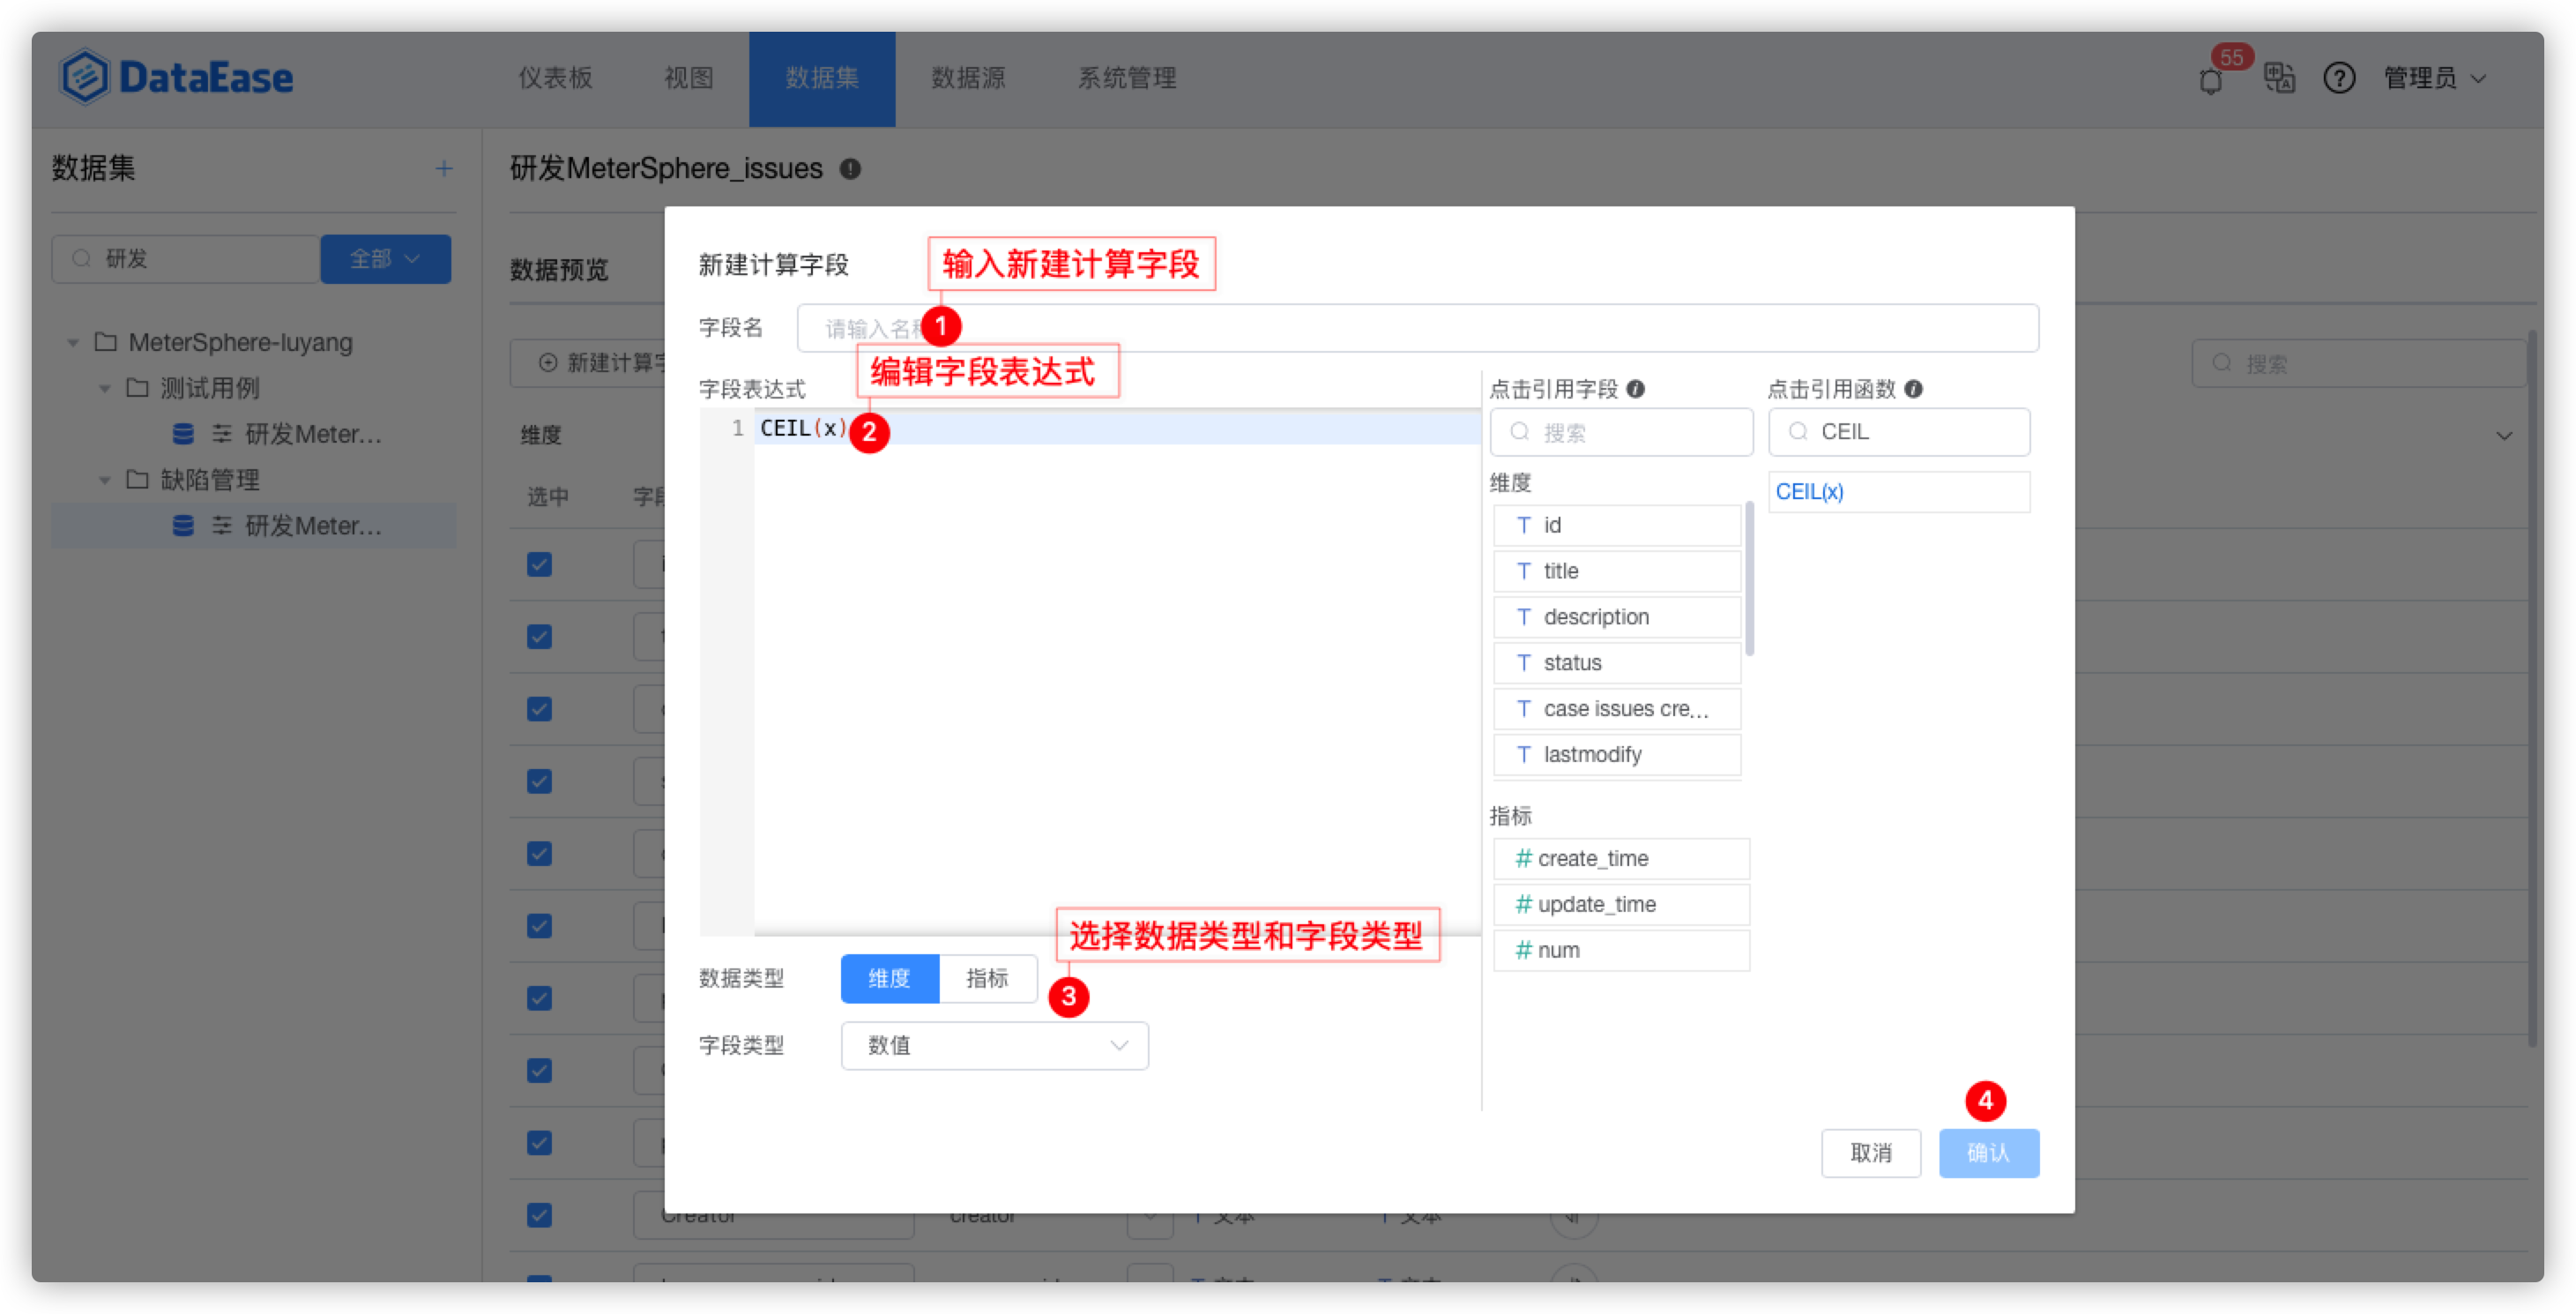 DataEase
仪表板
视图
数据集
数据源
系统管理
55
管理员
数据集
研发
全部
MeterSphere-luyang
测试用例
研发Meter...
缺陷管理
研发Meter...
研发MeterSphere_issues
数据预览
新建计算字
搜索
维度
选中
新建计算字段
输入新建计算字段
1
字段名
请输入名称
编辑字段表达式
字段表达式
1 CEIL(x)
2
点击引用字段
搜索
维度
T id
T title
T description
T status
T case issues cre...
T lastmodify
指标
# create_time
# update_time
# num
点击引用函数
CEIL
CEIL(x)
选择数据类型和字段类型
数据类型
维度
指标
3
字段类型
数值
4
取消
确认
Creator
creator
T 文本
T 文本